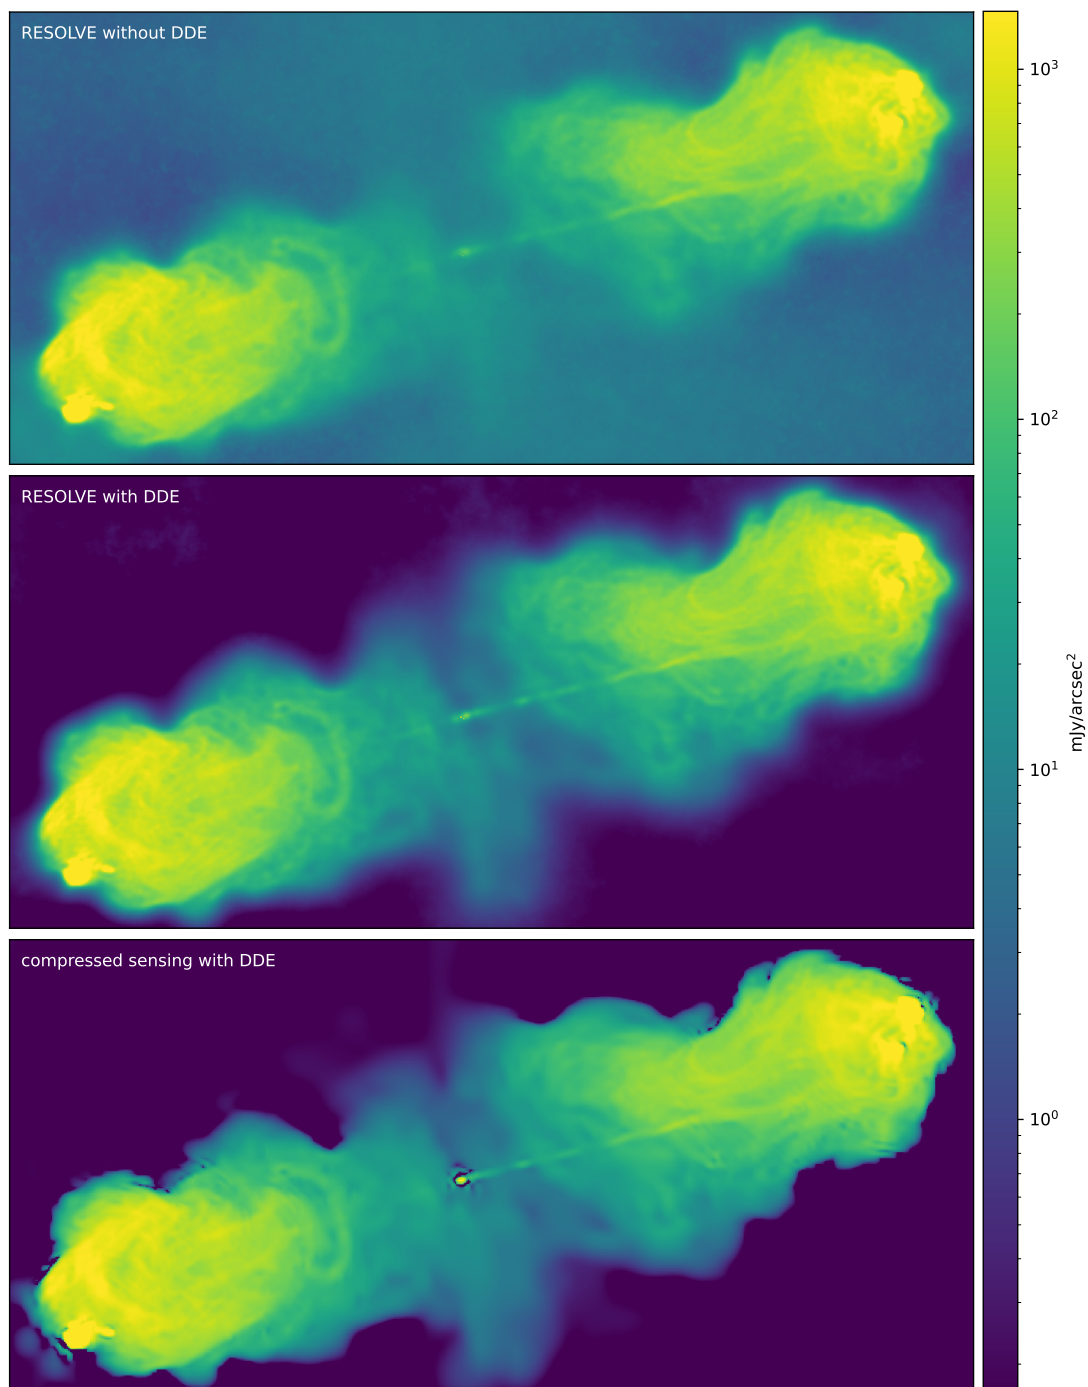 RESOLVE without DDE
RESOLVE with DDE
compressed sensing with DDE
10³
10²
10¹
10⁰
mJy/arcsec²